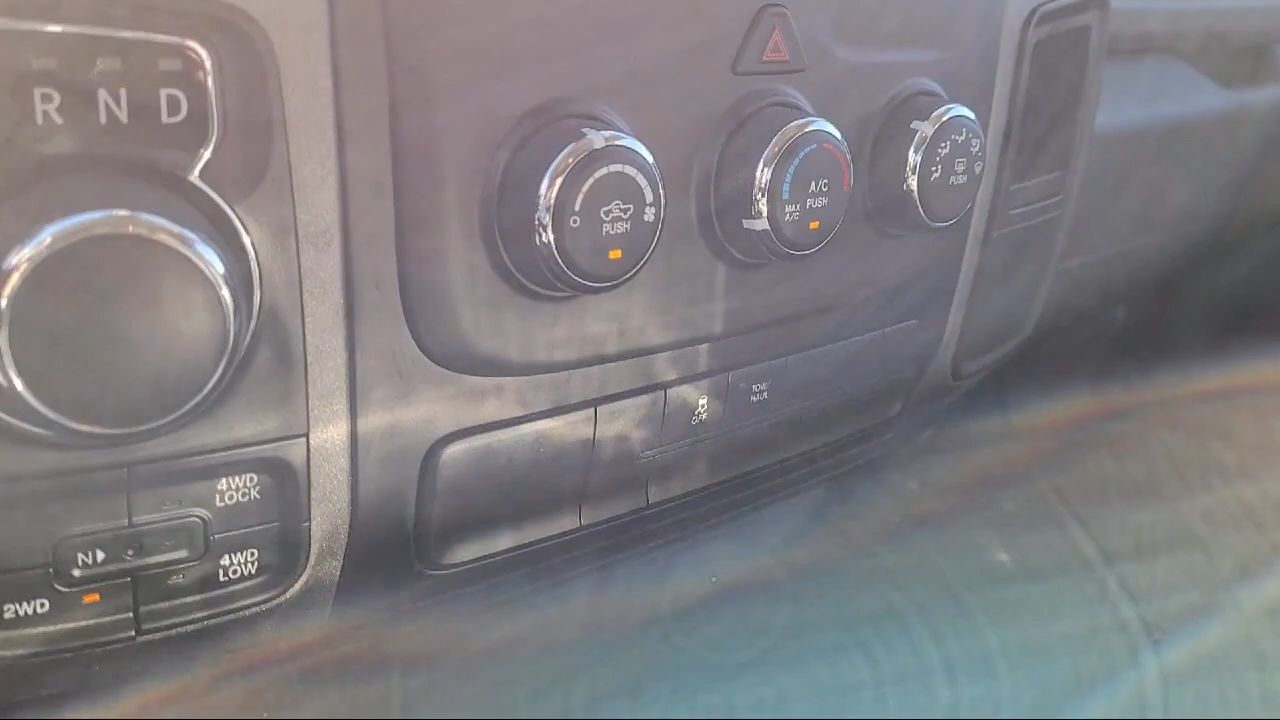 R N D
PUSH
A/C
PUSH
MAX
A/C
PUSH
OFF
TOW/
HAUL
4WD
LOCK
N
4WD
LOW
2WD